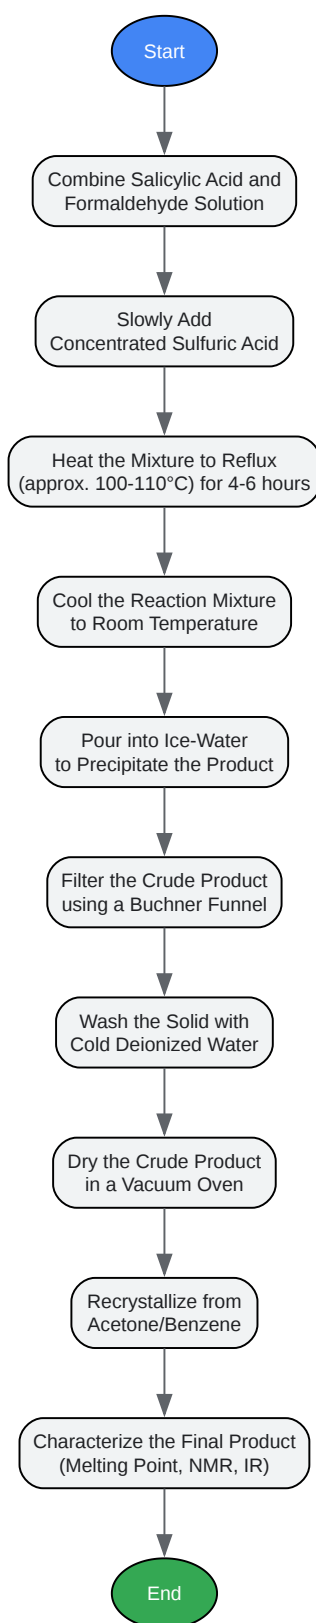 Start
Combine Salicylic Acid and
Formaldehyde Solution
Slowly Add
Concentrated Sulfuric Acid
Heat the Mixture to Reflux
(approx. 100-110°C) for 4-6 hours
Cool the Reaction Mixture
to Room Temperature
Pour into Ice-Water
to Precipitate the Product
Filter the Crude Product
using a Buchner Funnel
Wash the Solid with
Cold Deionized Water
Dry the Crude Product
in a Vacuum Oven
Recrystallize from
Acetone/Benzene
Characterize the Final Product
(Melting Point, NMR, IR)
End